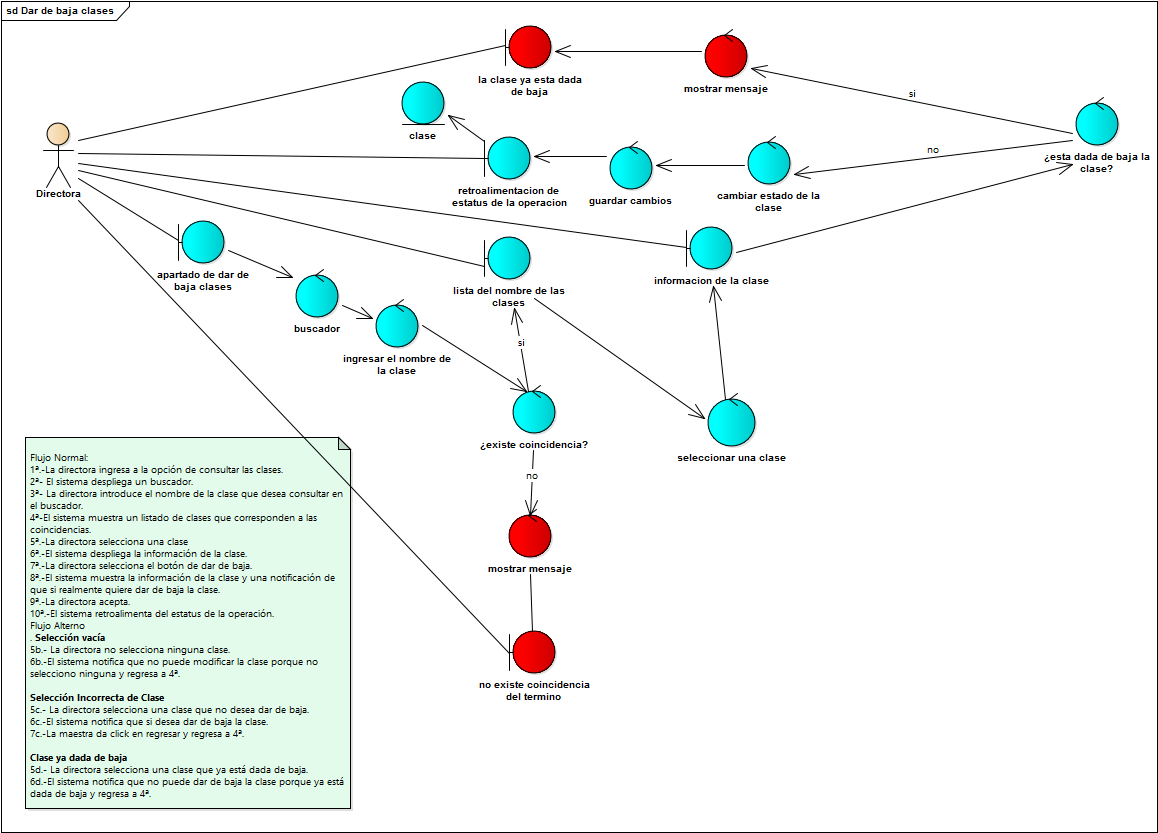 sd Dar de baja clases
la clase ya esta dada
de baja
mostrar mensaje
si
clase
¿esta dada de baja la
clase?
no
Directora
retroalimentacion de
estatus de la operacion
guardar cambios
cambiar estado de la
clase
apartado de dar de
baja clases
lista del nombre de las
clases
informacion de la clase
buscador
si
ingresar el nombre de
la clase
¿existe coincidencia?
seleccionar una clase
no
mostrar mensaje
no existe coincidencia
del termino
Flujo Normal:
1ª.-La directora ingresa a la opción de consultar las clases.
2ª- El sistema despliega un buscador.
3ª- La directora introduce el nombre de la clase que desea consultar en
el buscador.
4ª-El sistema muestra un listado de clases que corresponden a las
coincidencias.
5ª.-La directora selecciona una clase
6ª.-El sistema despliega la información de la clase.
7ª.-La directora selecciona el botón de dar de baja.
8ª.-El sistema muestra la información de la clase y una notificación de
que si realmente quiere dar de baja la clase.
9ª.-La directora acepta.
10ª.-El sistema retroalimenta del estatus de la operación.
Flujo Alterno
. Selección vacía
5b.- La directora no selecciona ninguna clase.
6b.-El sistema notifica que no puede modificar la clase porque no
selecciono ninguna y regresa a 4ª.
Selección Incorrecta de Clase
5c.- La directora selecciona una clase que no desea dar de baja.
6c.-El sistema notifica que si desea dar de baja la clase.
7c.-La maestra da click en regresar y regresa a 4ª.
Clase ya dada de baja
5d.- La directora selecciona una clase que ya está dada de baja.
6d.-El sistema notifica que no puede dar de baja la clase porque ya está
dada de baja y regresa a 4ª.